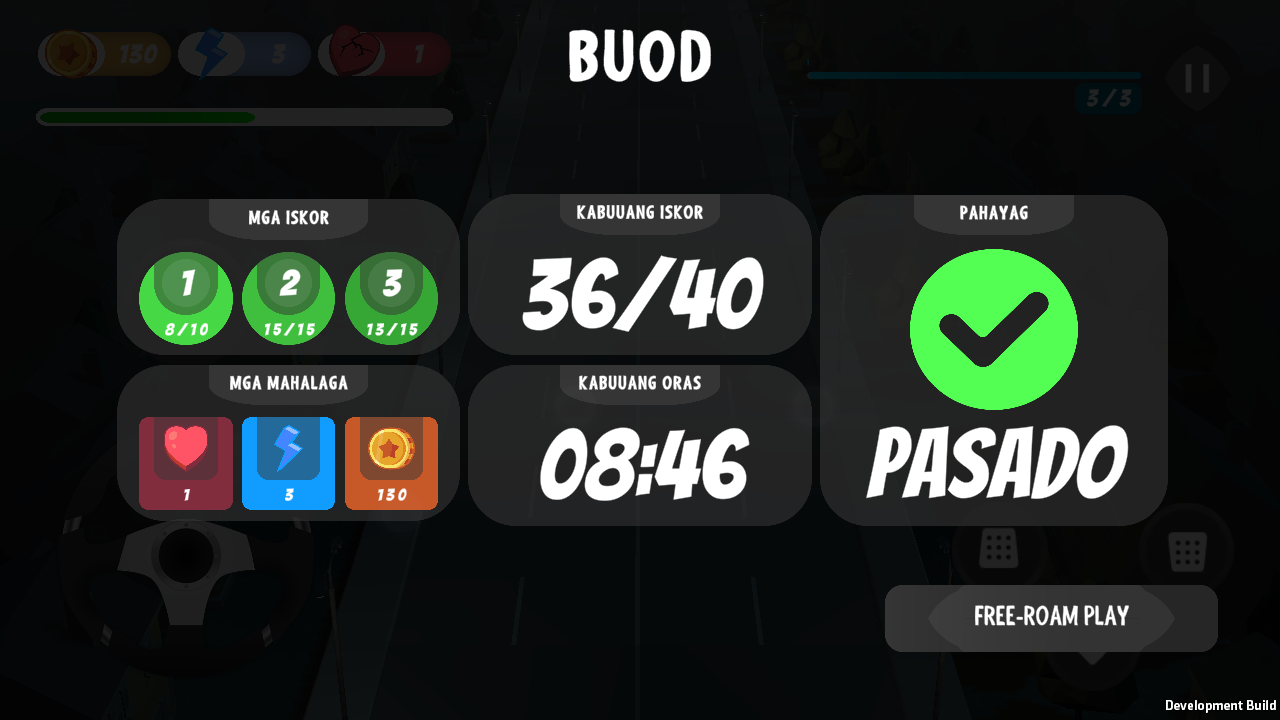 130
3
1
BUOD
3/3
MGA ISKOR
1
2
3
8/10
15/15
13/15
KABUUANG ISKOR
36/40
PAHAYAG
PASADO
MGA MAHALAGA
1
3
130
KABUUANG ORAS
08:46
FREE-ROAM PLAY
Development Build